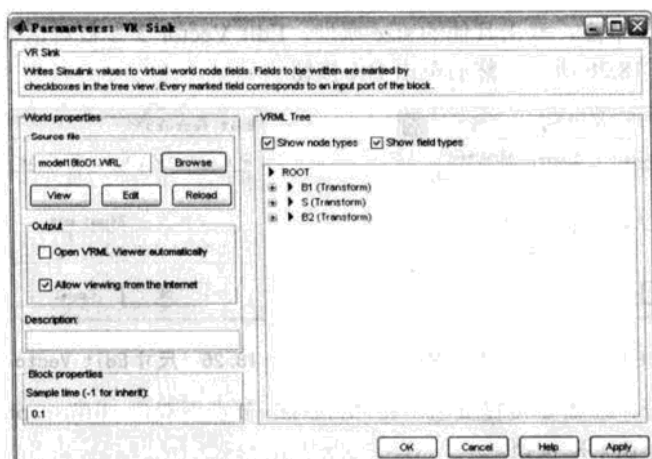 Parameters: VR Sink
VR Sink
Writes Simulink values to virtual world node fields. Fields to be written are marked by
checkboxes in the tree view. Every marked field corresponds to an input port of the block.
World properties
Source file
model18to01.WRL
Browse
View
Edit
Reload
Output
Open VRML Viewer automatically
Allow viewing from the Internet
Description:
Block properties
Sample time (-1 for inherit):
0.1
VRML Tree
Show node types
Show field types
ROOT
B1 (Transform)
S (Transform)
B2 (Transform)
OK
Cancel
Help
Apply